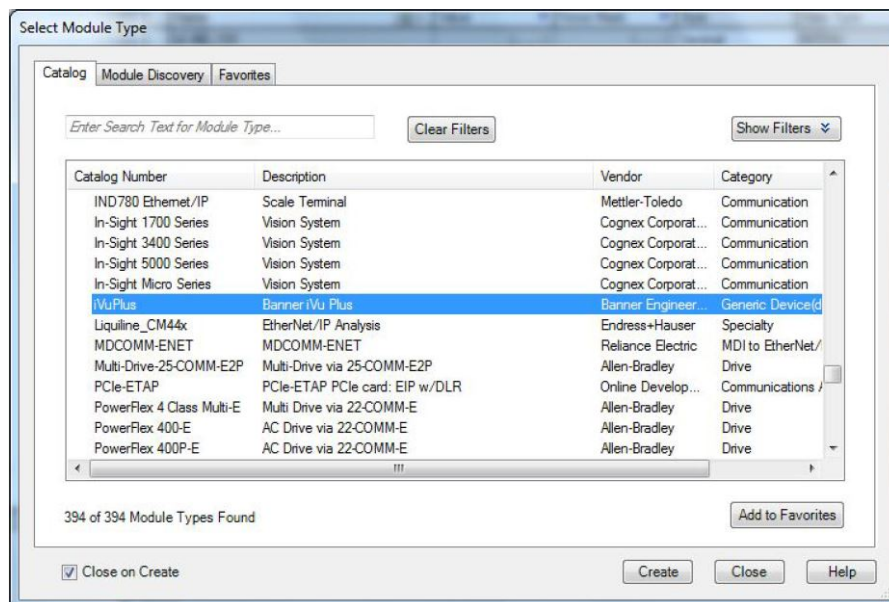 Select Module Type
Catalog Module Discovery Favorites
Enter Search Text for Module Type... Clear Filters Show Filters
Catalog Number Description Vendor Category
IND780 Ethernet/IP Scale Terminal Mettler-Toledo Communication
In-Sight 1700 Series Vision System Cognex Corporat... Communication
In-Sight 3400 Series Vision System Cognex Corporat... Communication
In-Sight 5000 Series Vision System Cognex Corporat... Communication
In-Sight Micro Series Vision System Cognex Corporat... Communication
iVuPlus Banner iVu Plus Banner Engineer... Generic Device(d
Liquiline_CM44x EtherNet/IP Analysis Endress+Hauser Specialty
MDCOMM-ENET MDCOMM-ENET Reliance Electric MDI to EtherNet/
Multi-Drive-25-COMM-E2P Multi-Drive via 25-COMM-E2P Allen-Bradley Drive
PCIe-ETAP PCIe-ETAP PCIe card: EIP w/DLR Online Develop... Communications
PowerFlex 4 Class Multi-E Multi Drive via 22-COMM-E Allen-Bradley Drive
PowerFlex 400-E AC Drive via 22-COMM-E Allen-Bradley Drive
PowerFlex 400P-E AC Drive via 22-COMM-E Allen-Bradley Drive
394 of 394 Module Types Found Add to Favorites
Close on Create Create Close Help